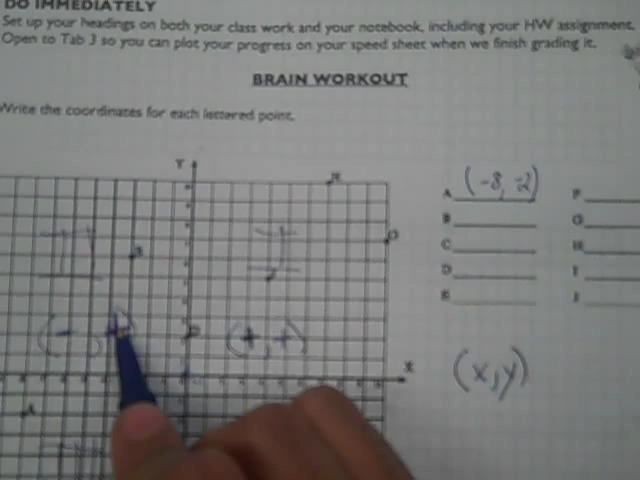 DO IMMEDIATELY
Set up your headings on both your class work and your notebook, including your HW assignment.
Open to Tab 3 so you can plot your progress on your speed sheet when we finish grading it.
BRAIN WORKOUT
Write the coordinates for each lettered point.
Y
A (-8, -2) F
B G
C H
D I
E J
II I
(-, +) (+, +)
X
(x, y)
A
III